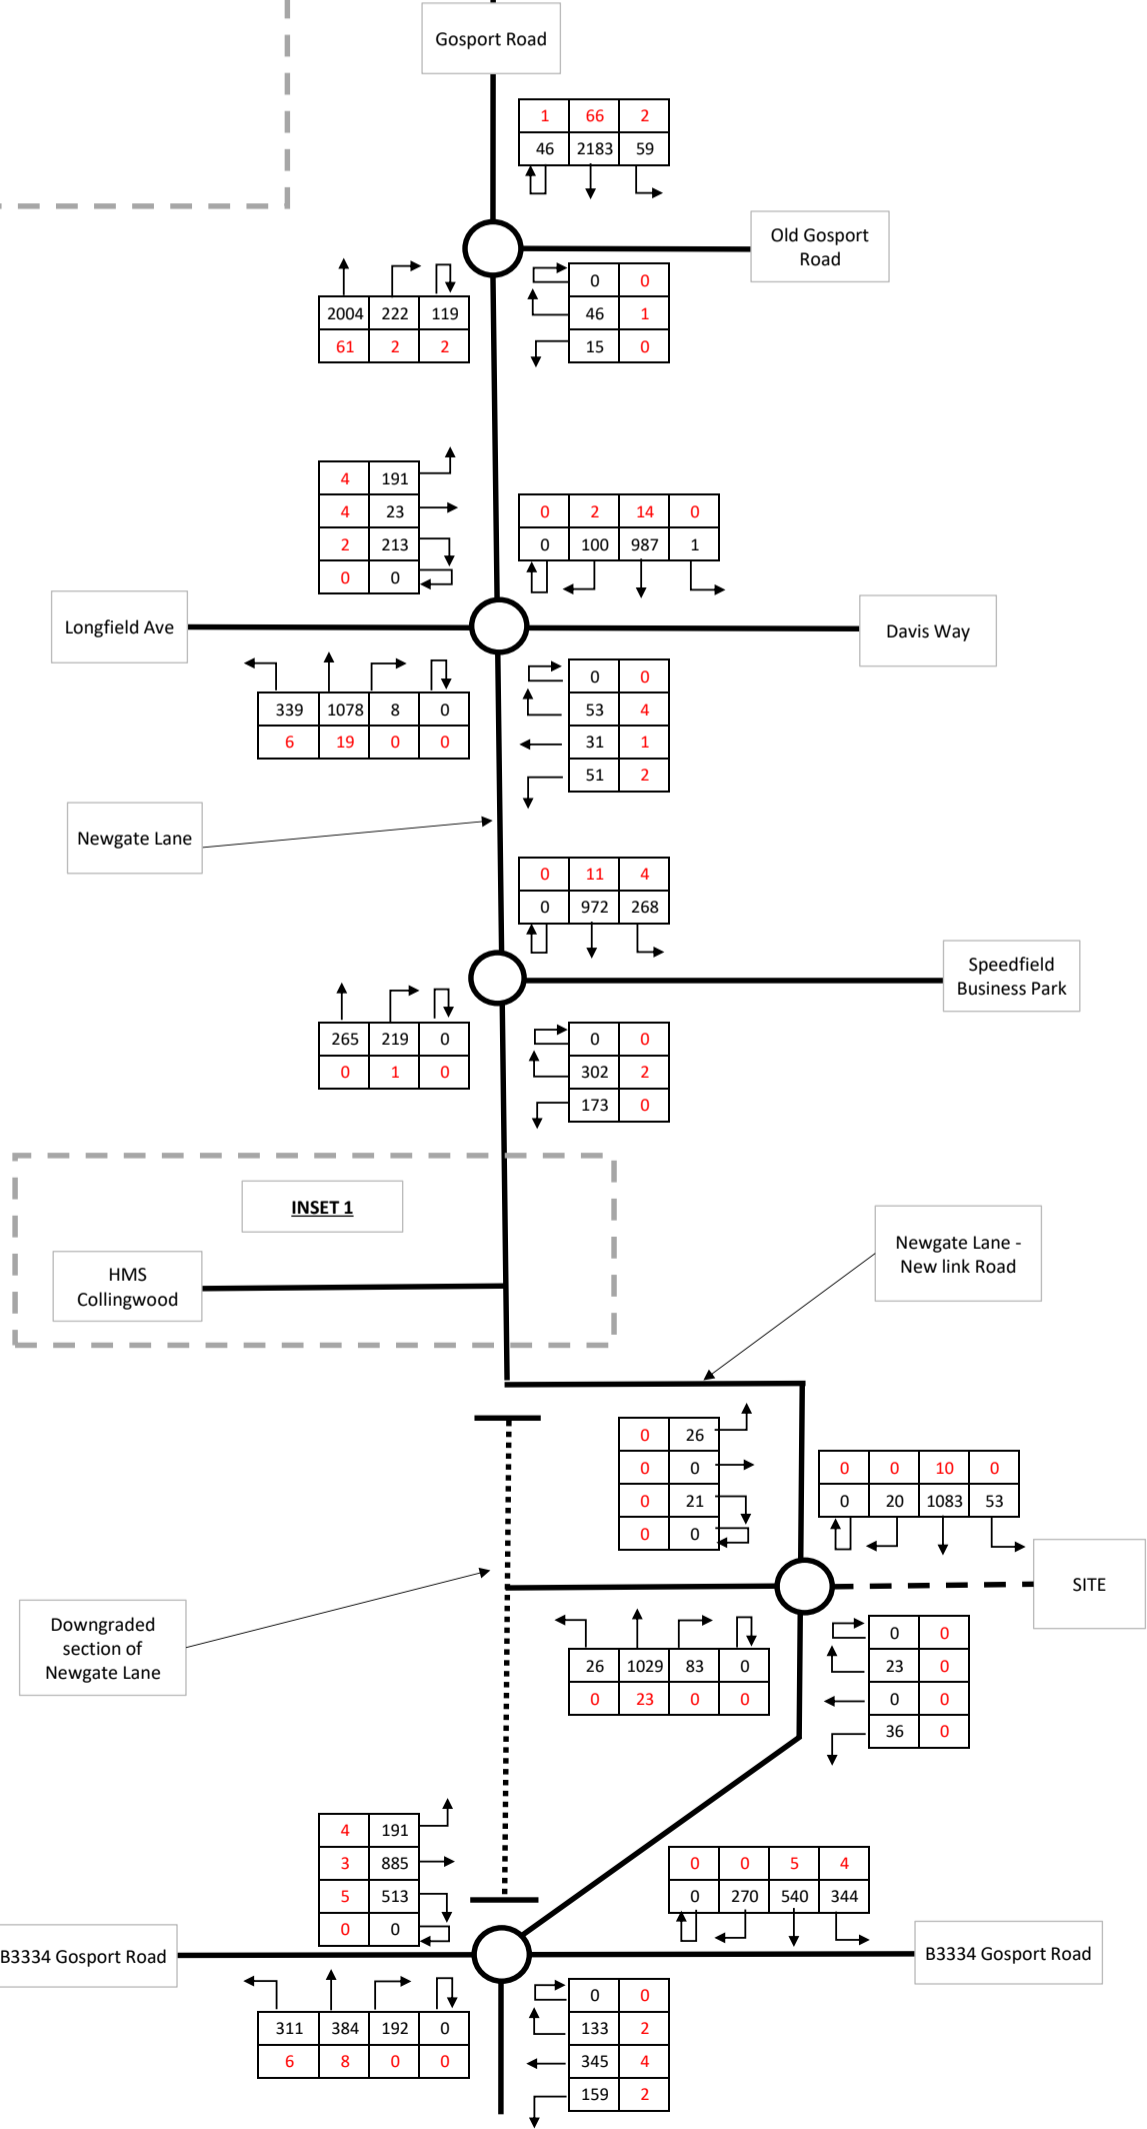 Gosport Road
1 66 2
46 2183 59
Old Gosport
Road
0 0
46 1
15 0
2004 222 119
61 2 2
4 191
4 23
2 213
0 0
0 2 14 0
0 100 987 1
Longfield Ave
Davis Way
339 1078 8 0
6 19 0 0
0 0
53 4
31 1
51 2
Newgate Lane
0 11 4
0 972 268
Speedfield
Business Park
265 219 0
0 1 0
0 0
302 2
173 0
INSET 1
HMS
Collingwood
Newgate Lane -
New link Road
0 26
0 0
0 21
0 0
0 0 10 0
0 20 1083 53
SITE
Downgraded
section of
Newgate Lane
26 1029 83 0
0 23 0 0
0 0
23 0
0 0
36 0
4 191
3 885
5 513
0 0
0 0 5 4
0 270 540 344
B3334 Gosport Road
B3334 Gosport Road
311 384 192 0
6 8 0 0
0 0
133 2
345 4
159 2